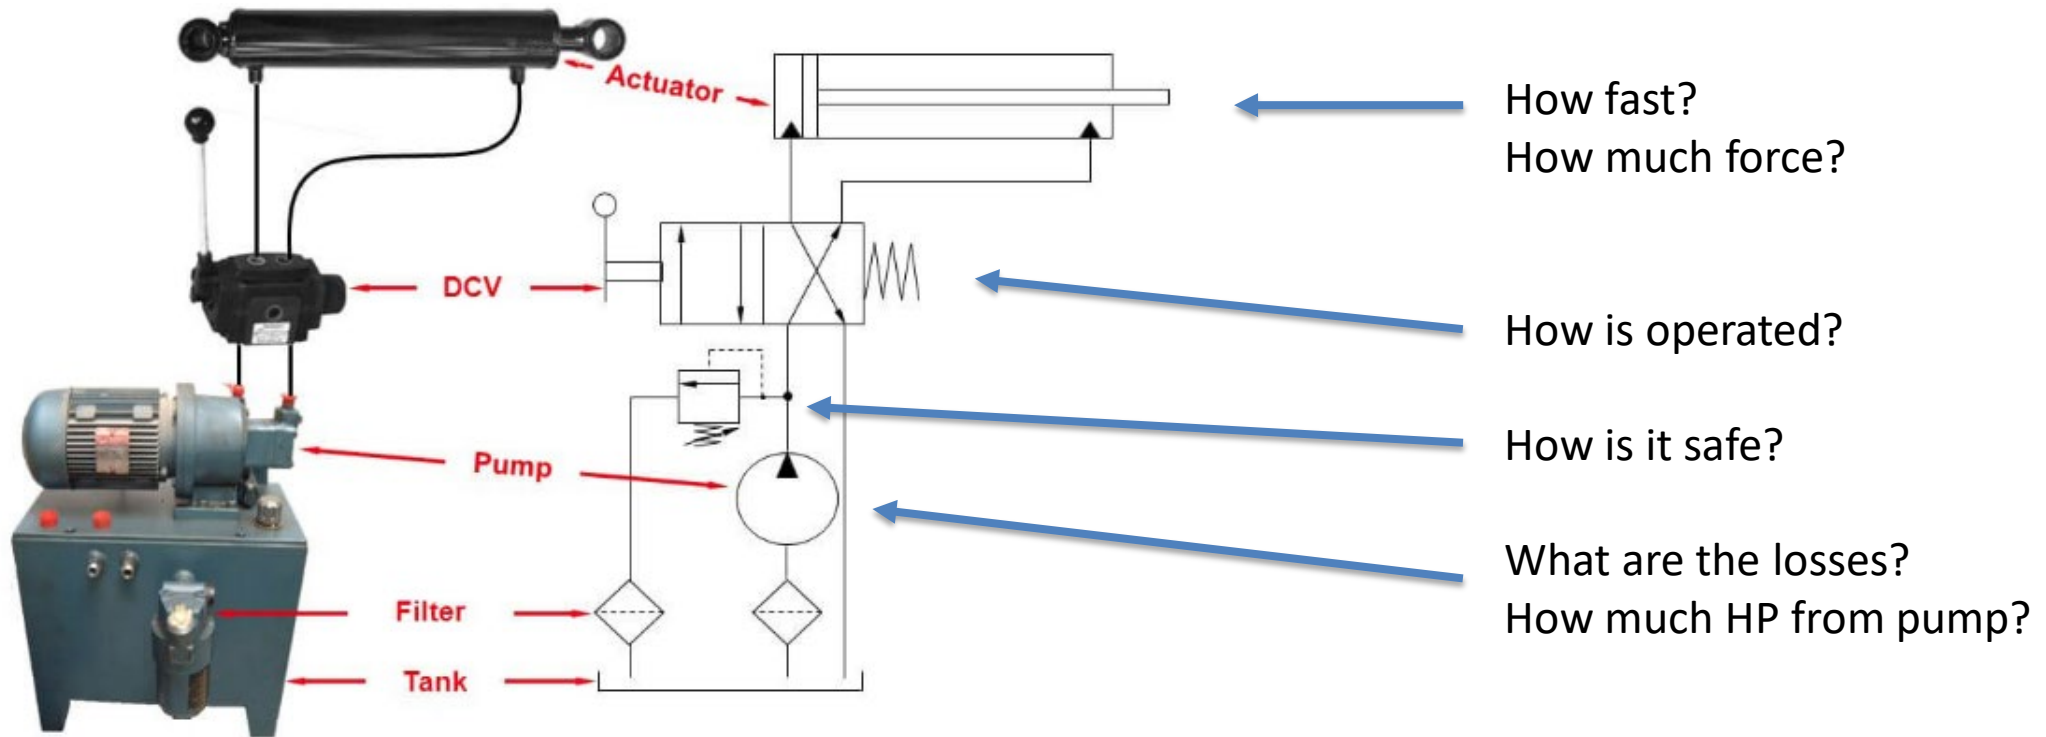 Actuator
How fast?
How much force?
DCV
How is operated?
How is it safe?
Pump
What are the losses?
How much HP from pump?
Filter
Tank